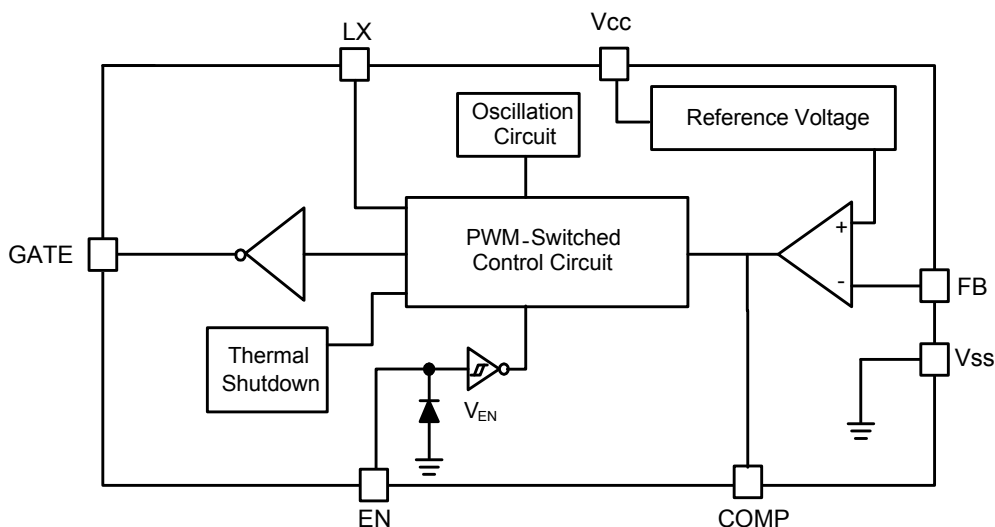 LX
Vcc
Oscillation
Circuit
Reference Voltage
+
PWM-Switched
Control Circuit
GATE
-
FB
Thermal
Shutdown
Vss
VEN
EN
COMP